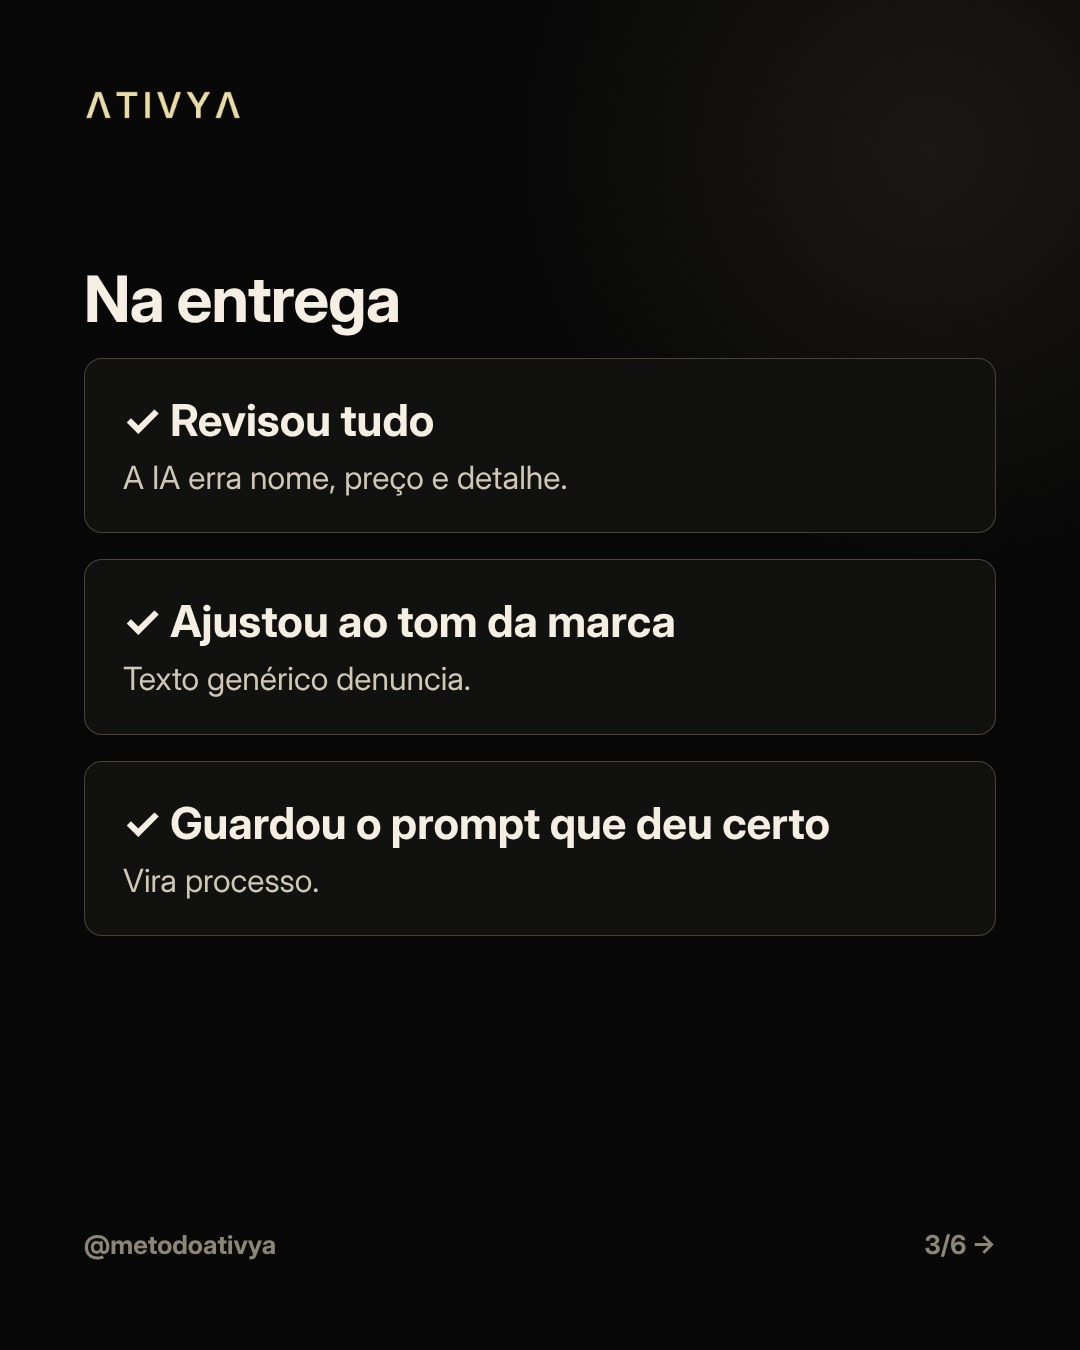 ATIVYA
Na entrega
✓ Revisou tudo
A IA erra nome, preço e detalhe.
✓ Ajustou ao tom da marca
Texto genérico denuncia.
✓ Guardou o prompt que deu certo
Vira processo.
@metodoativya
3/6 →